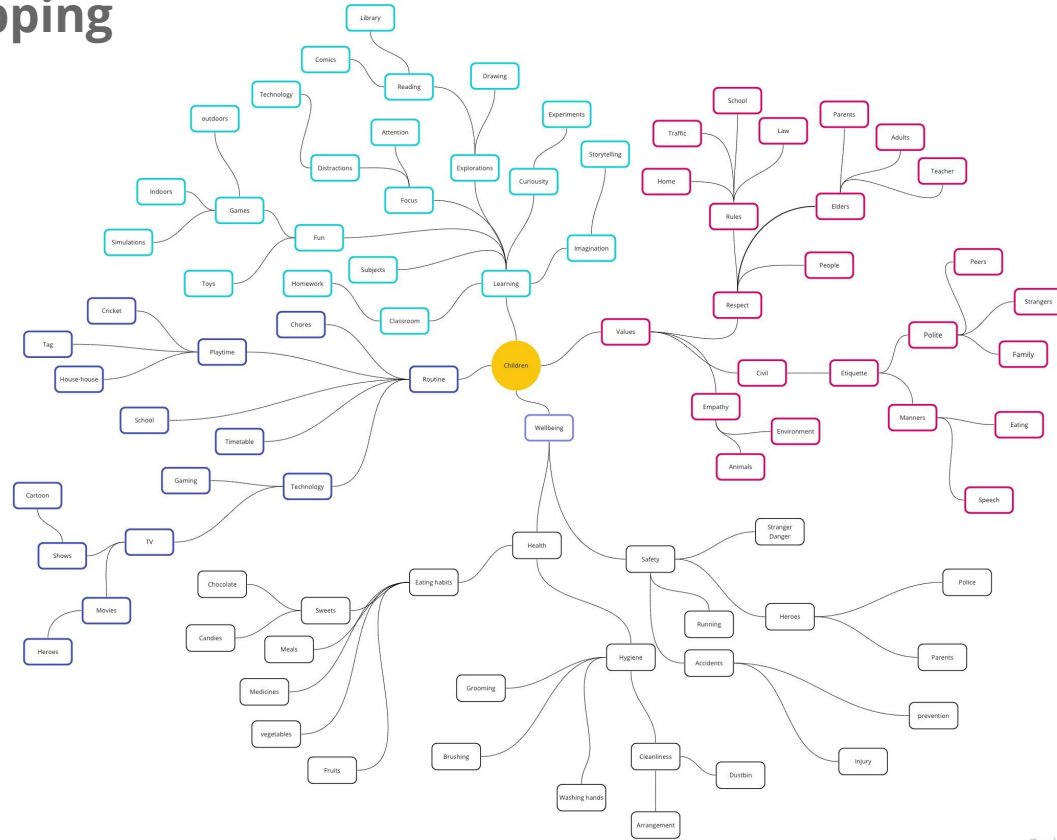 pping
Library
Comics
Reading
Drawing
Technology
Experiments
outdoors
Attention
Storytelling
Distractions
Explorations
Curiousity
Indoors
Focus
Games
Fun
Simulations
Imagination
Subjects
Toys
Homework
Learning
Classroom
School
Parents
Traffic
Law
Adults
Home
Teacher
Rules
Elders
People
Respect
Peers
Strangers
Values
Polite
Family
Civil
Etiquette
Empathy
Manners
Environment
Eating
Animals
Speech
Cricket
Chores
Tag
Playtime
House-house
Children
Routine
School
Timetable
Wellbeing
Gaming
Technology
Cartoon
TV
Shows
Movies
Heroes
Health
Stranger
Danger
Safety
Chocolate
Eating habits
Police
Sweets
Heroes
Running
Candies
Meals
Hygiene
Accidents
Parents
Grooming
Medicines
prevention
vegetables
Brushing
Cleanliness
Injury
Fruits
Dustbin
Washing hands
Arrangement